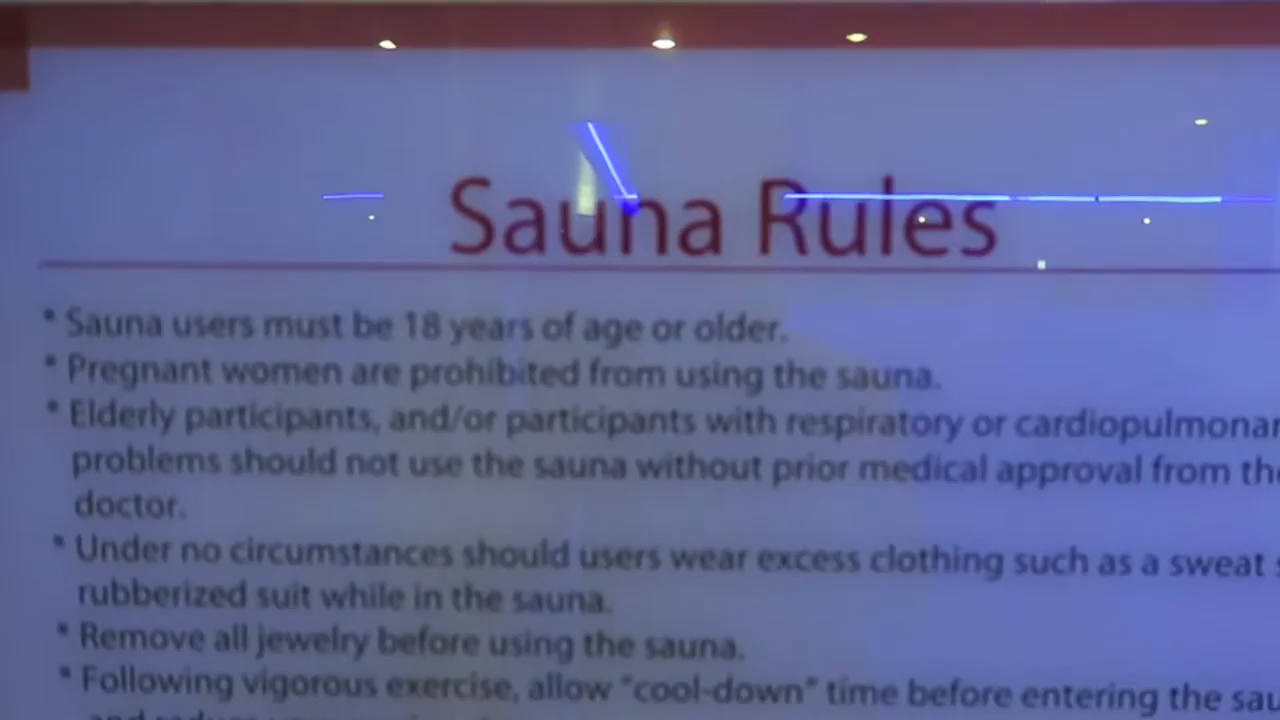 Sauna Rules
* Sauna users must be 18 years of age or older.
* Pregnant women are prohibited from using the sauna.
* Elderly participants, and/or participants with respiratory or cardiopulmonar
problems should not use the sauna without prior medical approval from the
doctor.
* Under no circumstances should users wear excess clothing such as a sweat s
rubberized suit while in the sauna.
* Remove all jewelry before using the sauna.
* Following vigorous exercise, allow "cool-down" time before entering the sau